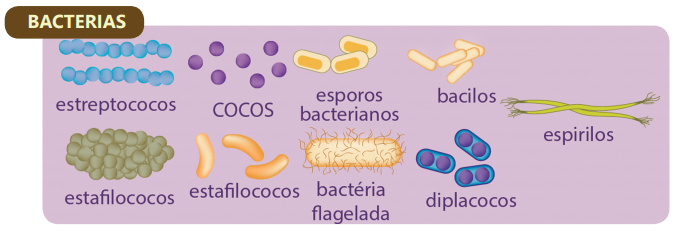 BACTERIAS
estreptococos
COCOS
esporos
bacterianos
bacilos
espirilos
estafilococos
estafilococos
bactéria
flagelada
diplacocos